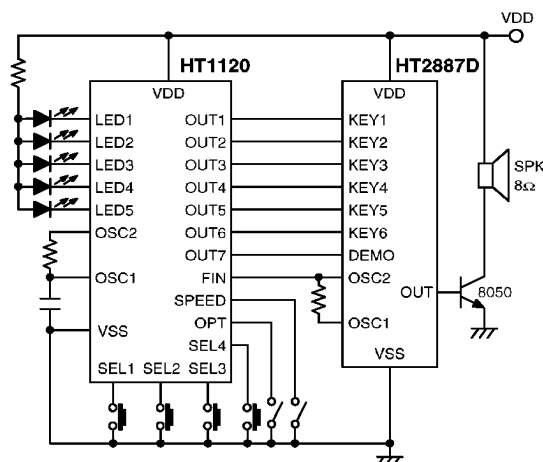 VDD
HT1120
HT2887D
VDD
VDD
LED1
OUT1
KEY1
LED2
OUT2
KEY2
LED3
OUT3
KEY3
LED4
OUT4
KEY4
LED5
OUT5
KEY5
OSC2
OUT6
KEY6
OUT7
DEMO
OSC1
FIN
OSC2
SPEED
OUT
8050
VSS
OPT
OSC1
SEL4
VSS
SEL1
SEL2
SEL3
SPK
8Ω